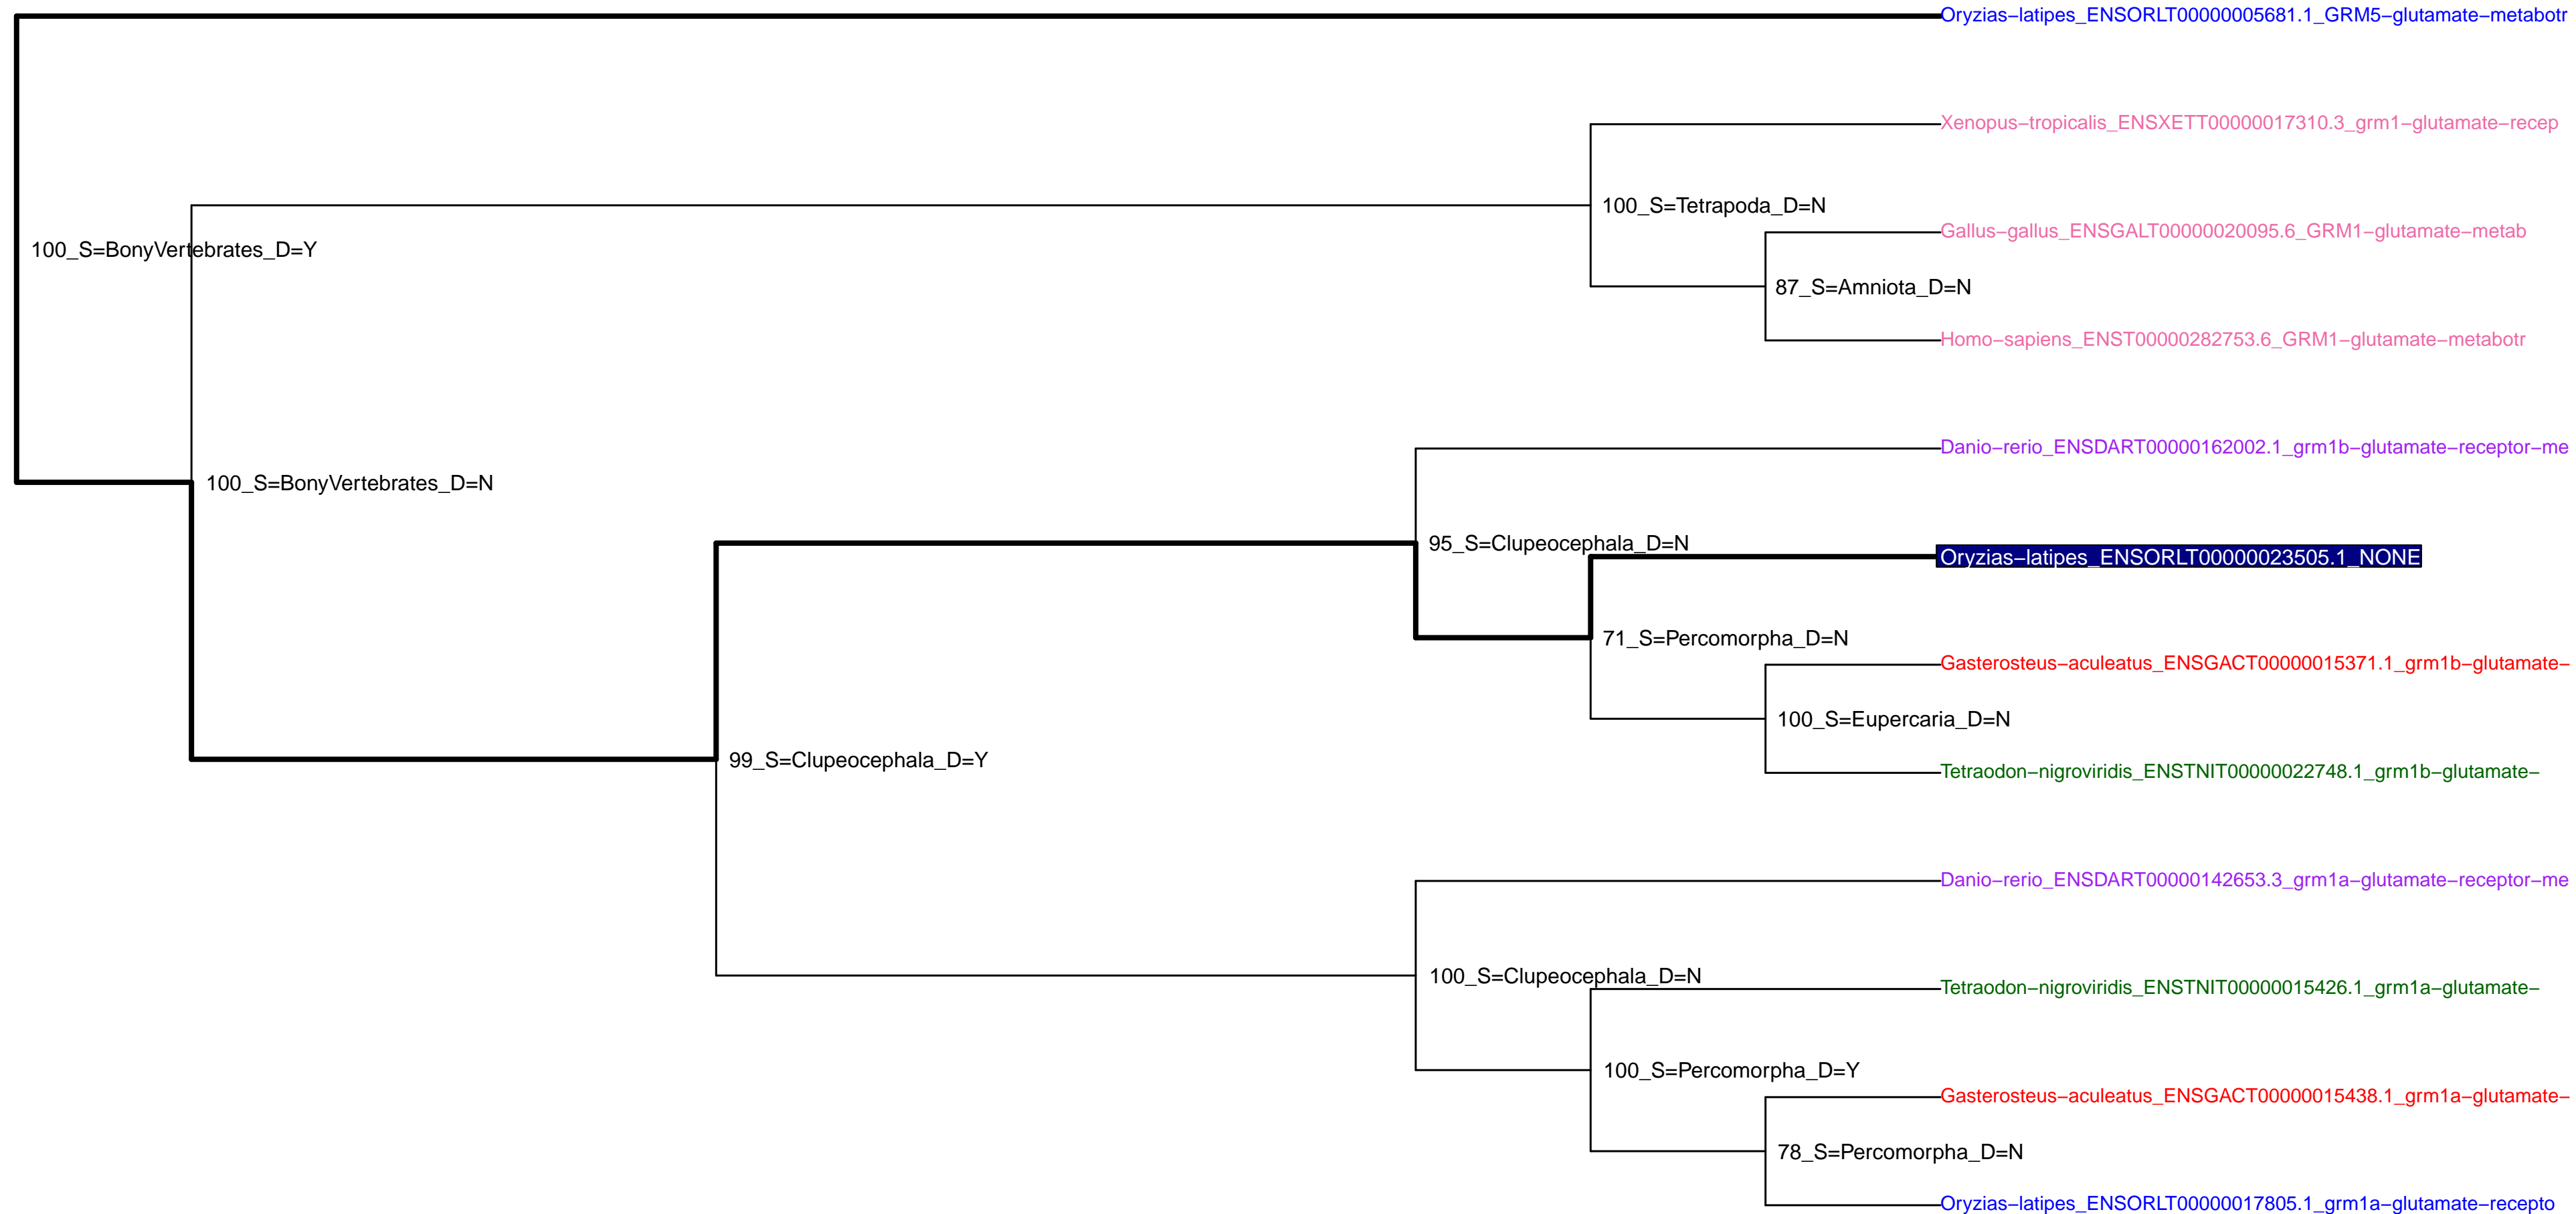 Oryzias−latipes_ENSORLT00000005681.1_GRM5−glutamate−metabotr
Xenopus−tropicalis_ENSXETT00000017310.3_grm1−glutamate−recep
100_S=Tetrapoda_D=N
Gallus−gallus_ENSGALT00000020095.6_GRM1−glutamate−metab
100_S=BonyVertebrates_D=Y
87_S=Amniota_D=N
Homo−sapiens_ENST00000282753.6_GRM1−glutamate−metabotr
Danio−rerio_ENSDART00000162002.1_grm1b−glutamate−receptor−me
100_S=BonyVertebrates_D=N
95_S=Clupeocephala_D=N
Oryzias−latipes_ENSORLT00000023505.1_NONE
71_S=Percomorpha_D=N
Gasterosteus−aculeatus_ENSGACT00000015371.1_grm1b−glutamate−
100_S=Eupercaria_D=N
99_S=Clupeocephala_D=Y
Tetraodon−nigroviridis_ENSTNIT00000022748.1_grm1b−glutamate−
Danio−rerio_ENSDART00000142653.3_grm1a−glutamate−receptor−me
100_S=Clupeocephala_D=N
Tetraodon−nigroviridis_ENSTNIT00000015426.1_grm1a−glutamate−
100_S=Percomorpha_D=Y
Gasterosteus−aculeatus_ENSGACT00000015438.1_grm1a−glutamate−
78_S=Percomorpha_D=N
Oryzias−latipes_ENSORLT00000017805.1_grm1a−glutamate−recepto